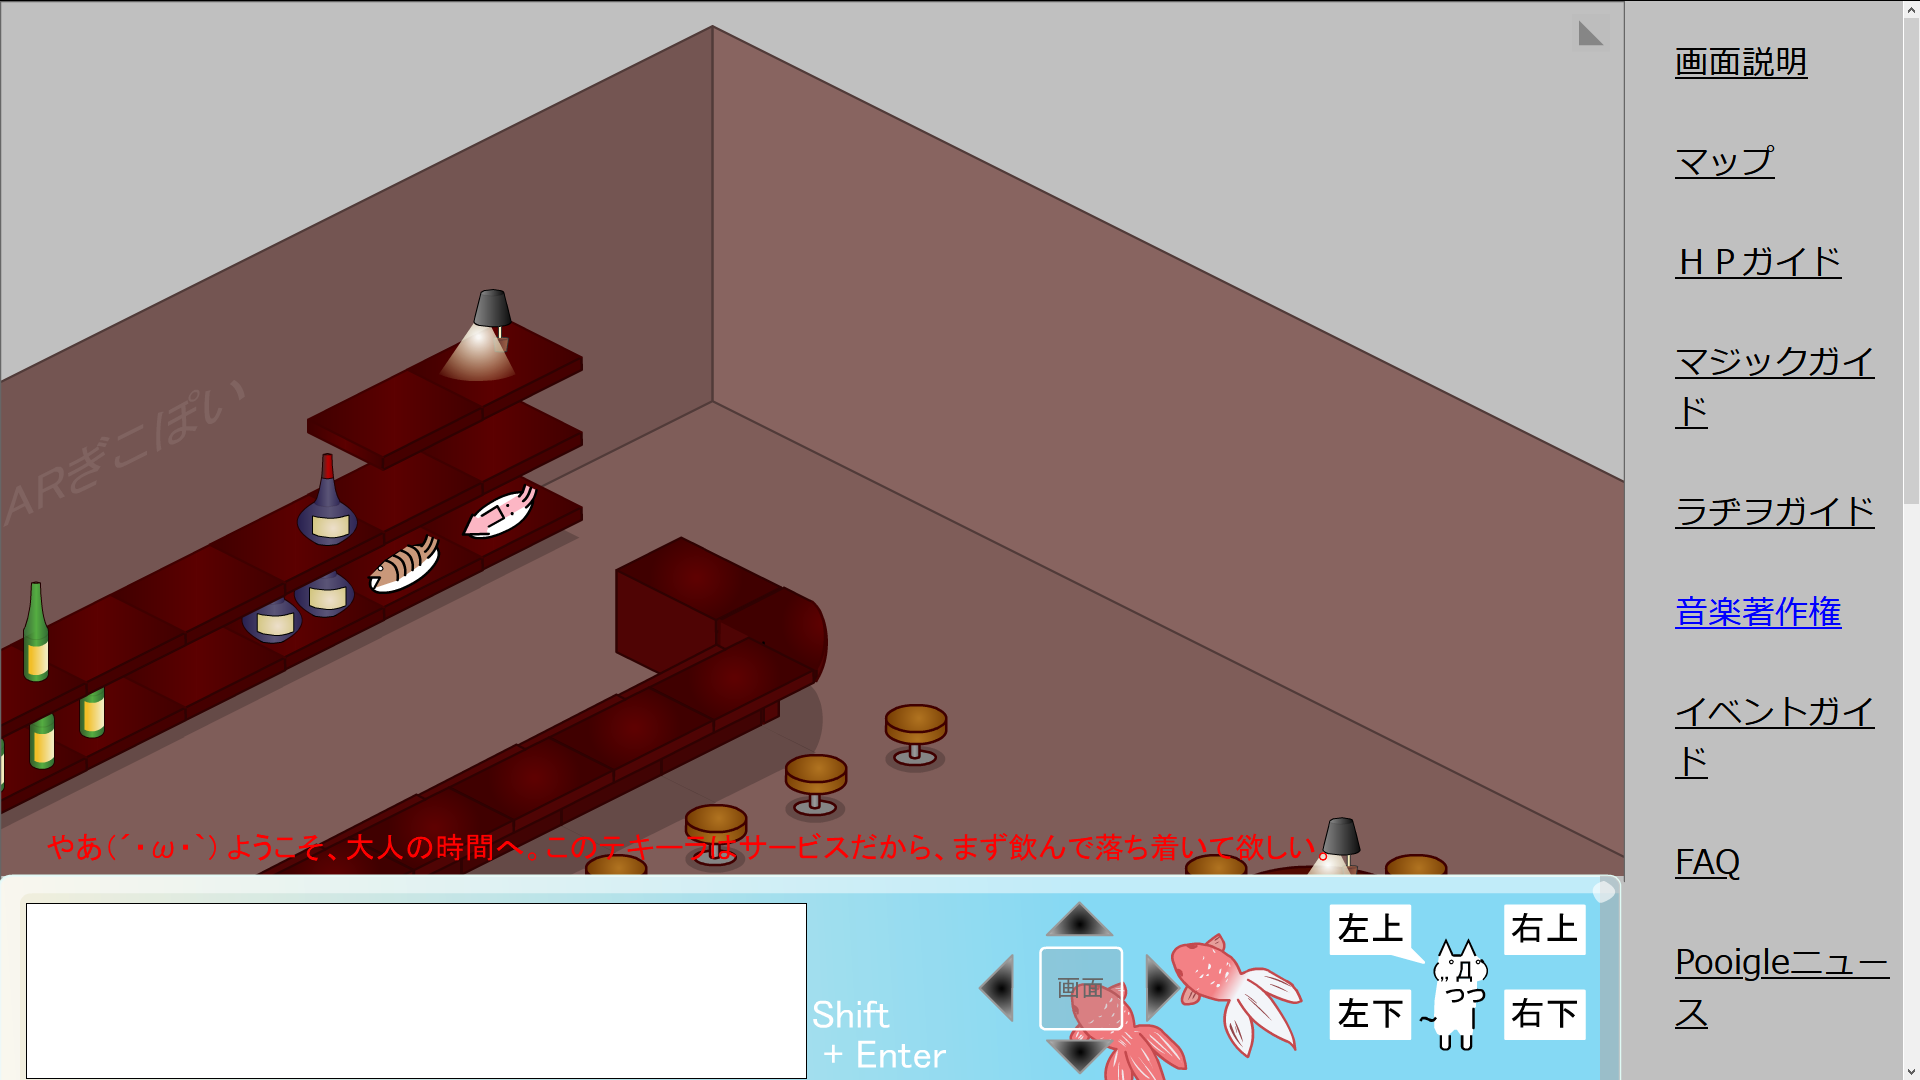 画面説明
マップ
ＨＰガイド
マジックガイ
ド
ラヂヲガイド
音楽著作権
イベントガイ
ド
FAQ
Pooigleニュー
ス
ARぎこぽい
やあ（´・ω・｀）ようこそ、大人の時間へ。このテキーラはサービスだから、まず飲んで落ち着いて欲しい。
Shift
+ Enter
画面
左上
右上
左下
右下